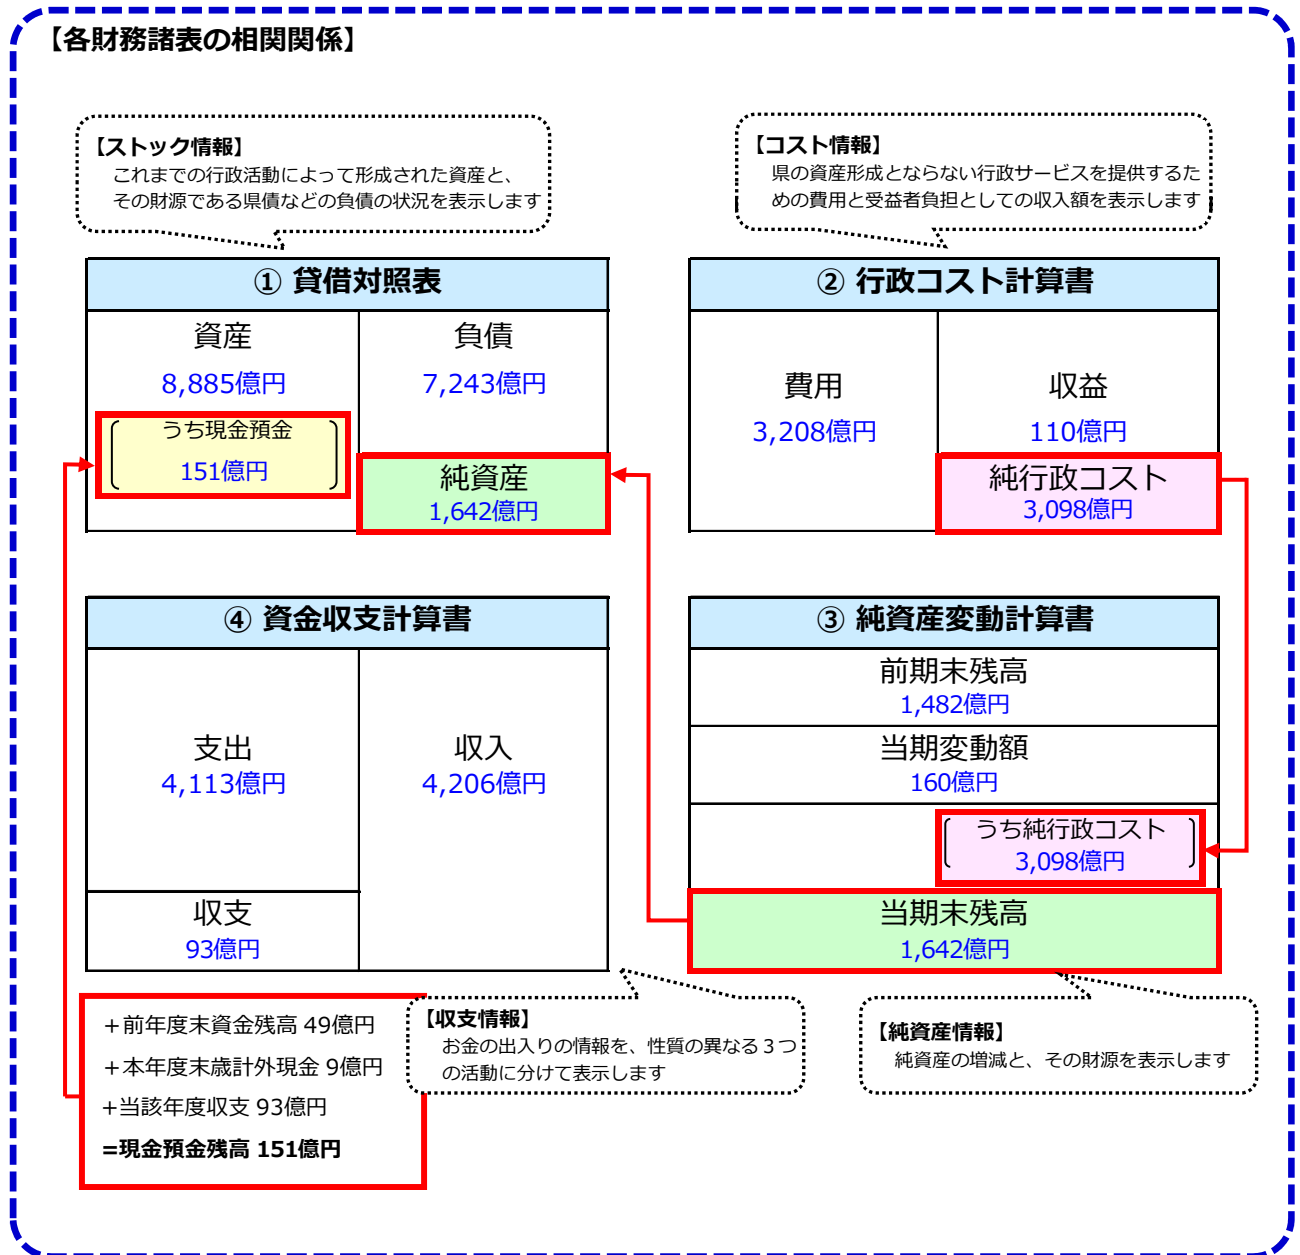 【各財務諸表の相関関係】
【ストック情報】
これまでの行政活動によって形成された資産と、
その財源である県債などの負債の状況を表示します
【コスト情報】
県の資産形成とならない行政サービスを提供するた
めの費用と受益者負担としての収入額を表示します
① 貸借対照表
資産
8,885億円
うち現金預金
151億円
負債
7,243億円
純資産
1,642億円
② 行政コスト計算書
費用
3,208億円
収益
110億円
純行政コスト
3,098億円
④ 資金収支計算書
支出
4,113億円
収入
4,206億円
収支
93億円
③ 純資産変動計算書
前期末残高
1,482億円
当期変動額
160億円
うち純行政コスト
3,098億円
当期末残高
1,642億円
+前年度末資金残高 49億円
+本年度末歳計外現金 9億円
+当該年度収支 93億円
=現金預金残高 151億円
【収支情報】
お金の出入りの情報を、性質の異なる３つ
の活動に分けて表示します
【純資産情報】
純資産の増減と、その財源を表示します